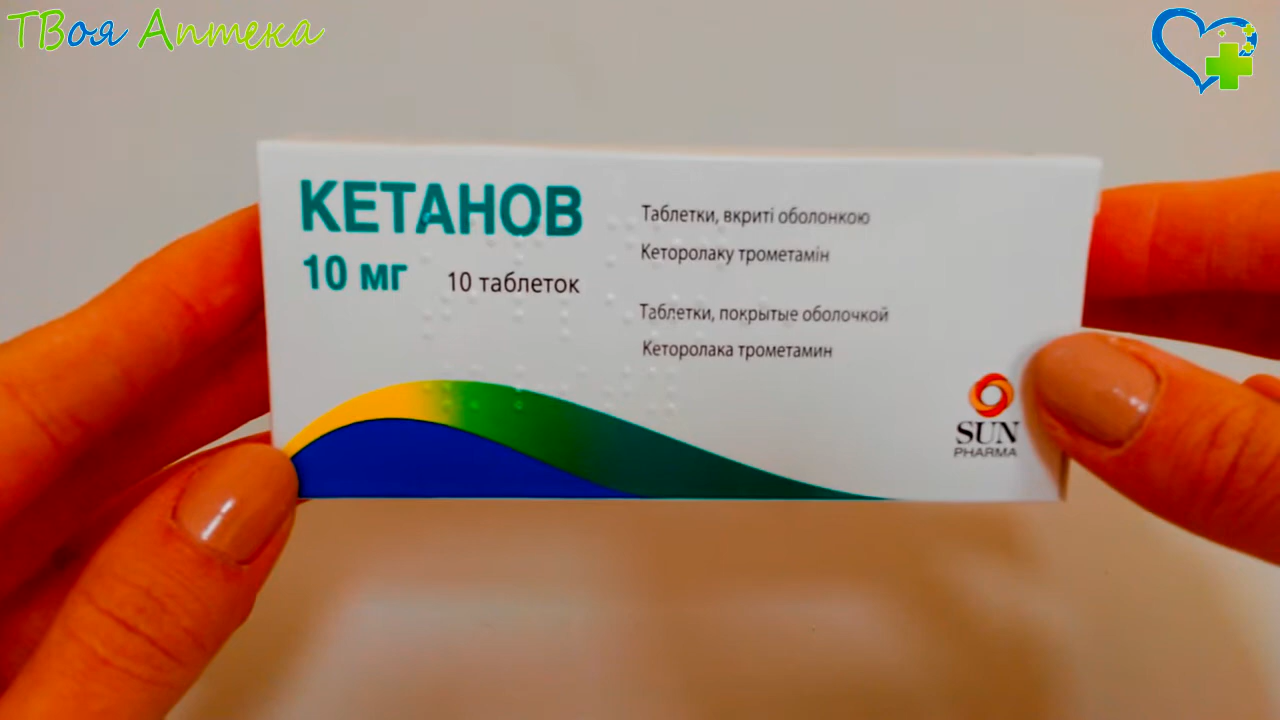 ТВоя Аптека
КЕТАНОВ
10 мг 10 таблеток
Таблетки, вкриті оболонкою
Кеторолаку трометамін
Таблетки, покрытые оболочкой
Кеторолака трометамин
SUN
PHARMA